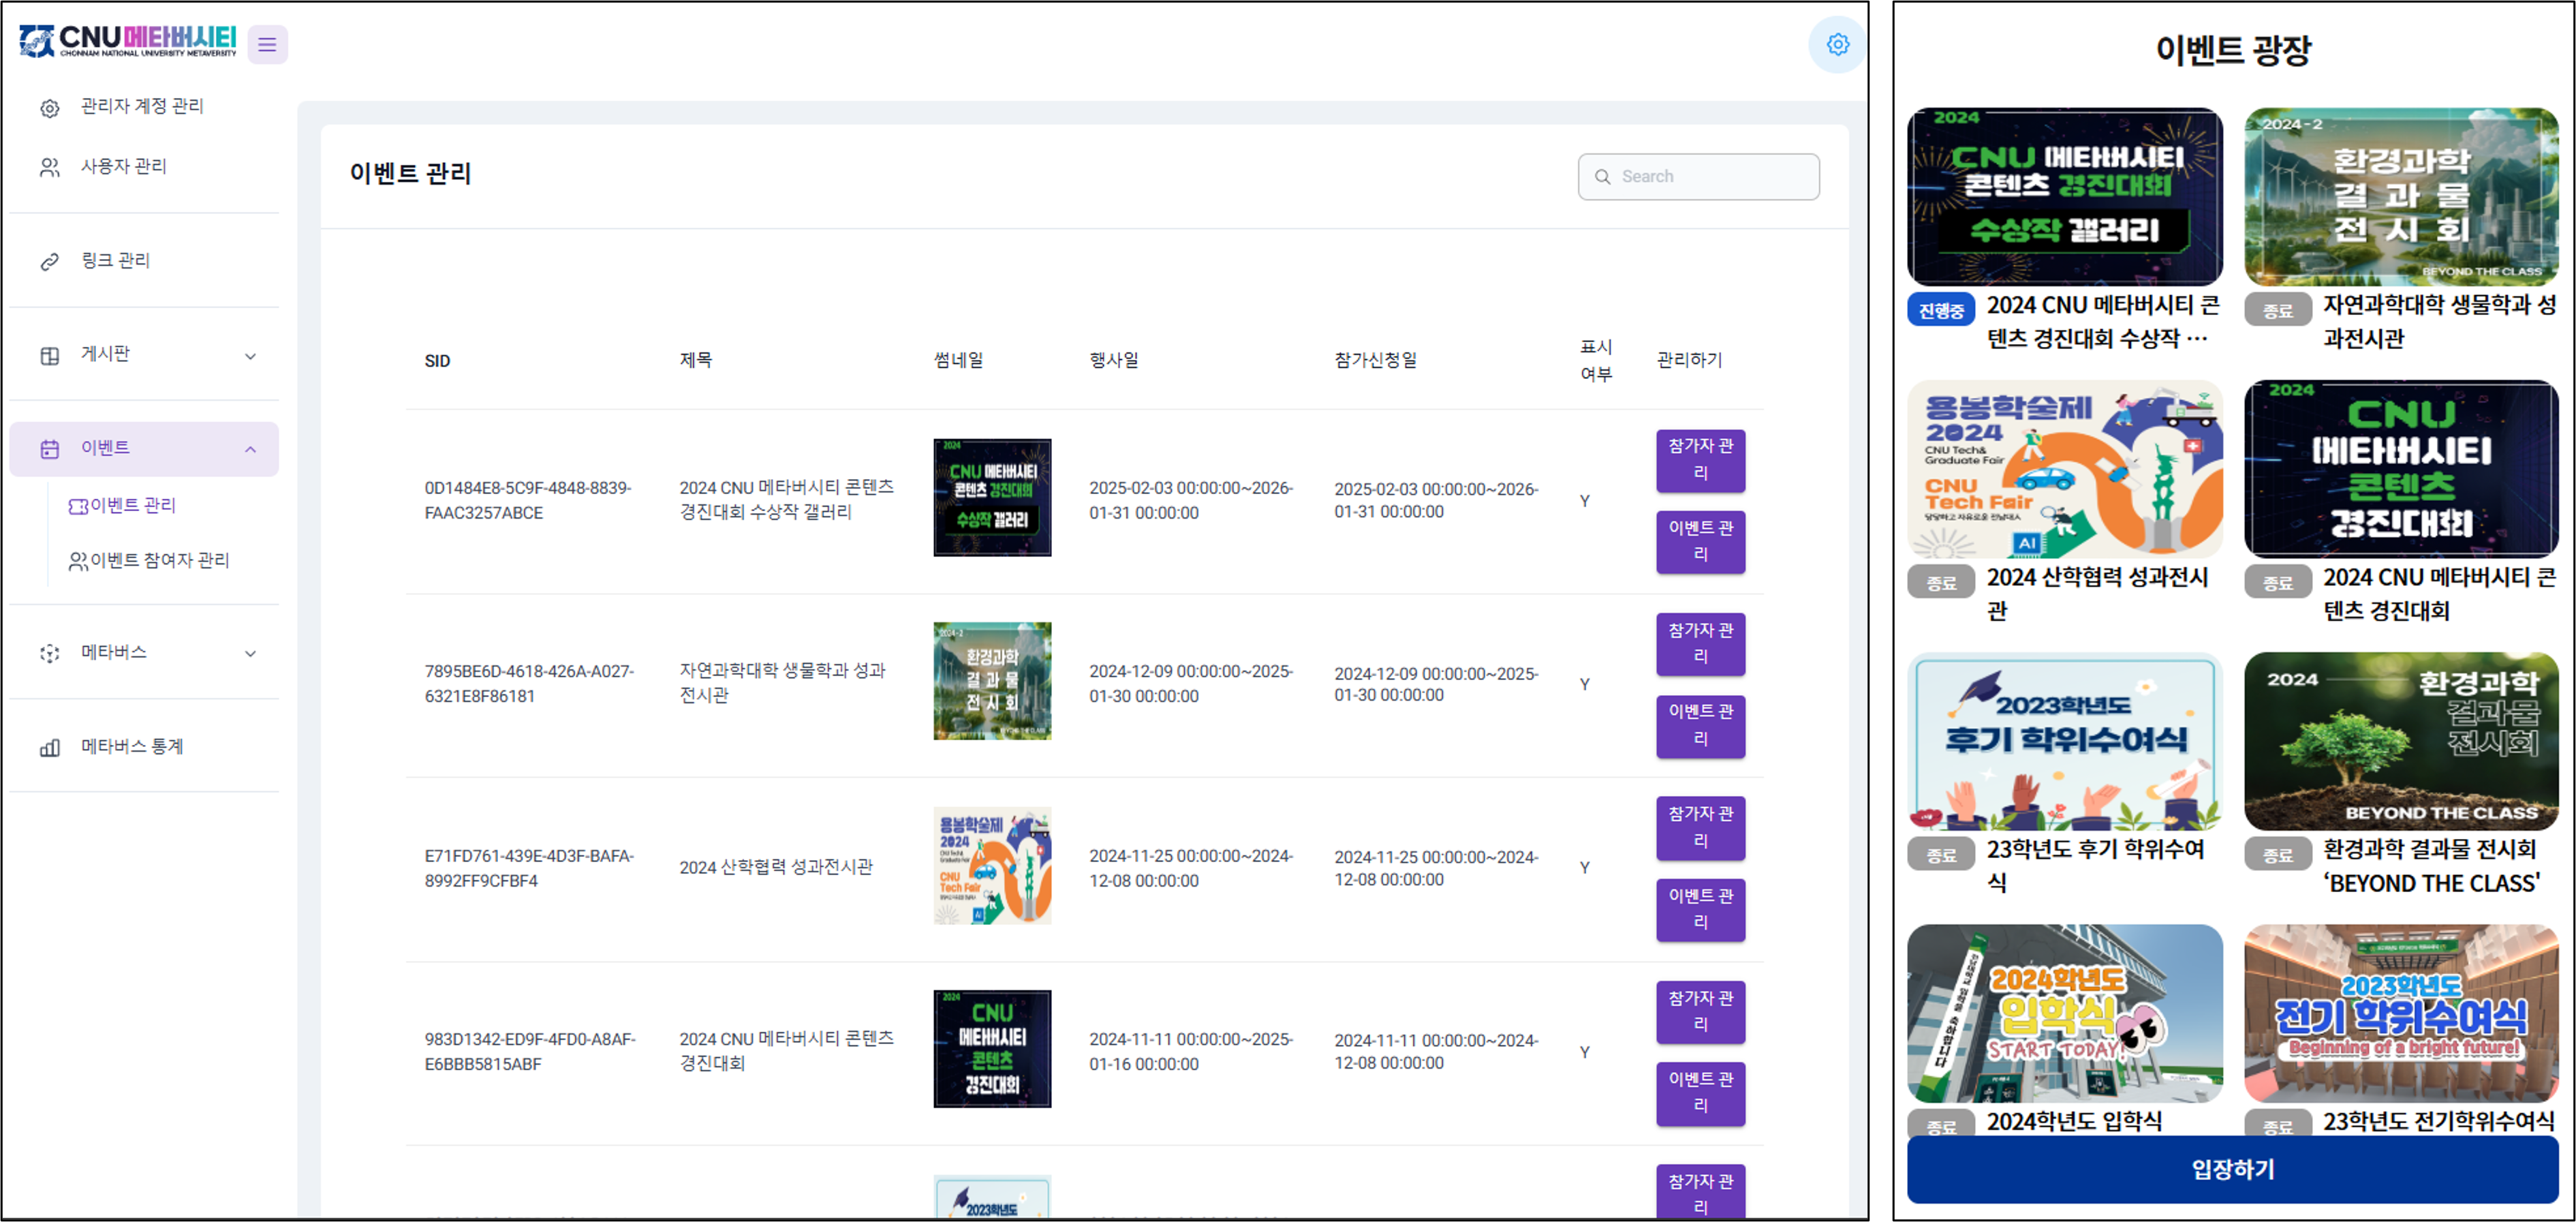 CNU메타버시티
CHONNAM NATIONAL UNIVERSITY METAVERSITY
관리자 계정 관리
사용자 관리
링크 관리
게시판
이벤트
이벤트 관리
이벤트 참여자 관리
메타버스
메타버스 통계
이벤트 관리
Search
SID
제목
썸네일
행사일
참가신청일
표시
여부
관리하기
0D1484E8-5C9F-4848-8839-
FAAC3257ABCE
2024 CNU 메타버시티 콘텐츠
경진대회 수상작 갤러리
2024
CNU 메타버시티
콘텐츠 경진대회
수상작 갤러리
2025-02-03 00:00:00~2026-
01-31 00:00:00
2025-02-03 00:00:00~2026-
01-31 00:00:00
Y
참가자 관
리
이벤트 관
리
7895BE6D-4618-426A-A027-
6321E8F86181
자연과학대학 생물학과 성과
전시관
2024-2
환경과학
결과물
전시회
2024-12-09 00:00:00~2025-
01-30 00:00:00
2024-12-09 00:00:00~2025-
01-30 00:00:00
Y
참가자 관
리
이벤트 관
리
E71FD761-439E-4D3F-BAFA-
8992FF9CFBF4
2024 산학협력 성과전시관
용봉학술제
2024
CNU Tech&
Graduate Fair
CNU
Tech Fair
AI
2024-11-25 00:00:00~2024-
12-08 00:00:00
2024-11-25 00:00:00~2024-
12-08 00:00:00
Y
참가자 관
리
이벤트 관
리
983D1342-ED9F-4FD0-A8AF-
E6BBB5815ABF
2024 CNU 메타버시티 콘텐츠
경진대회
2024
CNU
메타버시티
콘텐츠
경진대회
2024-11-11 00:00:00~2025-
01-16 00:00:00
2024-11-11 00:00:00~2024-
12-08 00:00:00
Y
참가자 관
리
이벤트 관
리
2023학년도
참가자 관
리
이벤트 광장
2024
CNU 메타버시티
콘텐츠 경진대회
수상작 갤러리
진행중
2024 CNU 메타버시티 콘
텐츠 경진대회 수상작 …
2024-2
환경과학
결과물
전시회
BEYOND THE CLASS
종료
자연과학대학 생물학과 성
과전시관
용봉학술제
2024
CNU Tech&
Graduate Fair
CNU
Tech Fair
당당하고 자유로운 전남대人
AI
종료
2024 산학협력 성과전시
관
2024
CNU
메타버시티
콘텐츠
경진대회
종료
2024 CNU 메타버시티 콘
텐츠 경진대회
2023학년도
후기 학위수여식
종료
23학년도 후기 학위수여
식
2024
환경과학
결과물
전시회
BEYOND THE CLASS
종료
환경과학 결과물 전시회
‘BEYOND THE CLASS'
2024학년도
입학식
START TODAY!
종료
2024학년도 입학식
2023학년도
전기 학위수여식
Beginning of a bright future!
종료
23학년도 전기학위수여식
입장하기